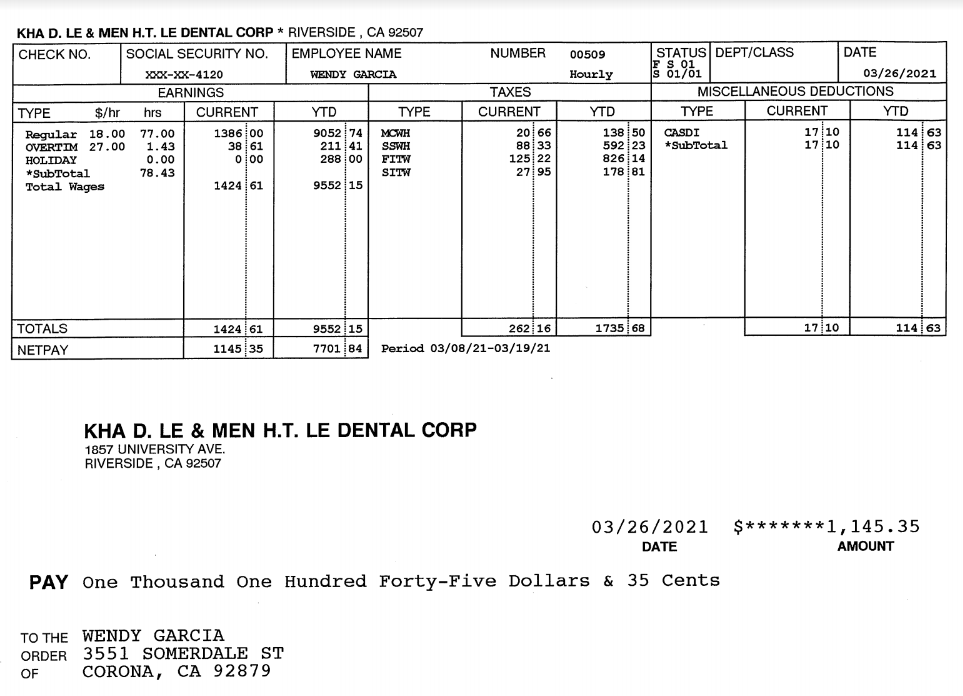 KHA D. LE & MEN H.T. LE DENTAL CORP * RIVERSIDE , CA 92507
CHECK NO. SOCIAL SECURITY NO. EMPLOYEE NAME NUMBER 00509 STATUS DEPT/CLASS DATE
F S 01
XXX-XX-4120 WENDY GARCIA Hourly S 01/01 03/26/2021
EARNINGS TAXES MISCELLANEOUS DEDUCTIONS
TYPE $/hr hrs CURRENT YTD TYPE CURRENT YTD TYPE CURRENT YTD
Regular 18.00 77.00 1386 00 9052 74 MCWH 20 66 138 50 CASDI 17 10 114 63
OVERTIM 27.00 1.43 38 61 211 41 SSWH 88 33 592 23 *SubTotal 17 10 114 63
HOLIDAY 0.00 0 00 288 00 FITW 125 22 826 14
*SubTotal 78.43 SITW 27 95 178 81
Total Wages 1424 61 9552 15
TOTALS 1424 61 9552 15 262 16 1735 68 17 10 114 63
NETPAY 1145 35 7701 84 Period 03/08/21-03/19/21
KHA D. LE & MEN H.T. LE DENTAL CORP
1857 UNIVERSITY AVE.
RIVERSIDE , CA 92507
03/26/2021 $*******1,145.35
DATE AMOUNT
PAY One Thousand One Hundred Forty-Five Dollars & 35 Cents
TO THE WENDY GARCIA
ORDER 3551 SOMERDALE ST
OF CORONA, CA 92879